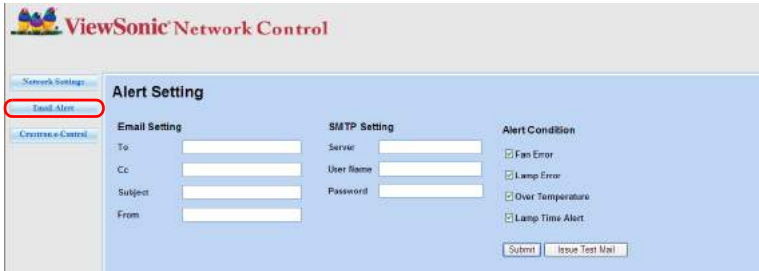 ViewSonic® Network Control
Network Settings
Email Alert
Crestron e-Control
Alert Setting
Email Setting
To
Cc
Subject
From
SMTP Setting
Server
User Name
Password
Alert Condition
Fan Error
Lamp Error
Over Temperature
Lamp Time Alert
Submit
Issue Test Mail